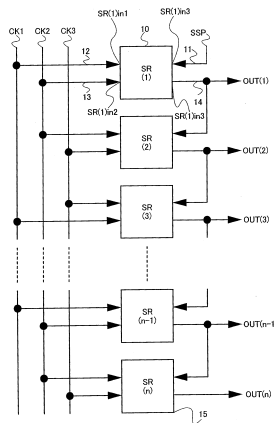 CK1 CK2 CK3 SR(1)in1 10 SR(1)in3 SSP
12 SR (1) 11
13 14 OUT(1)
SR(1)in2 SR(1)in3
SR (2) OUT(2)
SR (3) OUT(3)
SR (n-1) OUT(n-1
SR (n) OUT(n)
15